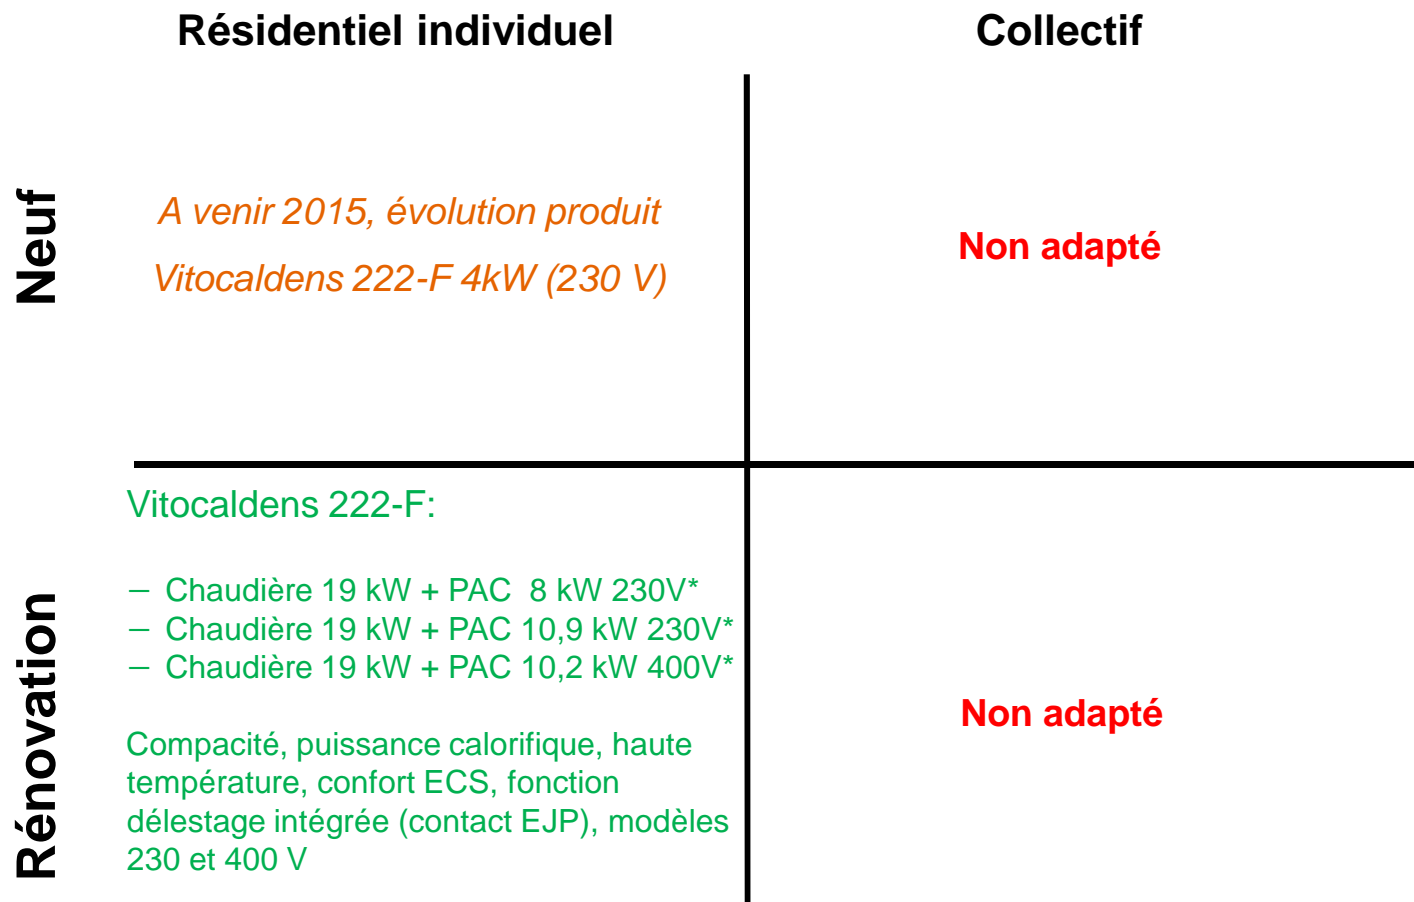 Résidentiel individuel
Collectif
Neuf
A venir 2015, évolution produit
Vitocaldens 222-F 4kW (230 V)
Non adapté
Rénovation
Vitocaldens 222-F:
– Chaudière 19 kW + PAC  8 kW 230V*
– Chaudière 19 kW + PAC 10,9 kW 230V*
– Chaudière 19 kW + PAC 10,2 kW 400V*
Compacité, puissance calorifique, haute
température, confort ECS, fonction
délestage intégrée (contact EJP), modèles
230 et 400 V
Non adapté